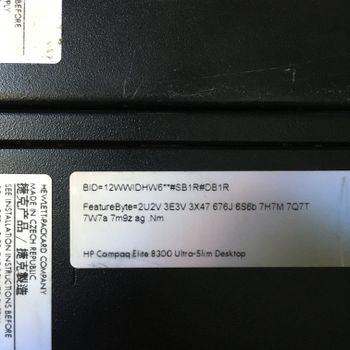 BID=12WWIDHW6**#SB1R#DB1R
FeatureByte=2U2V 3E3V 3X47 676J 6S6b 7H7M 7Q7T
7W7a 7m9z ag .Nm
HP Compaq Elite 8300 Ultra-Slim Desktop
HEWLETT-PACKARD COMPANY
MADE IN CZECH REPUBLIC
捷克产品 / 捷克製造
SEE INSTALLATION INSTRUCTIONS BEFORE
BEFORE